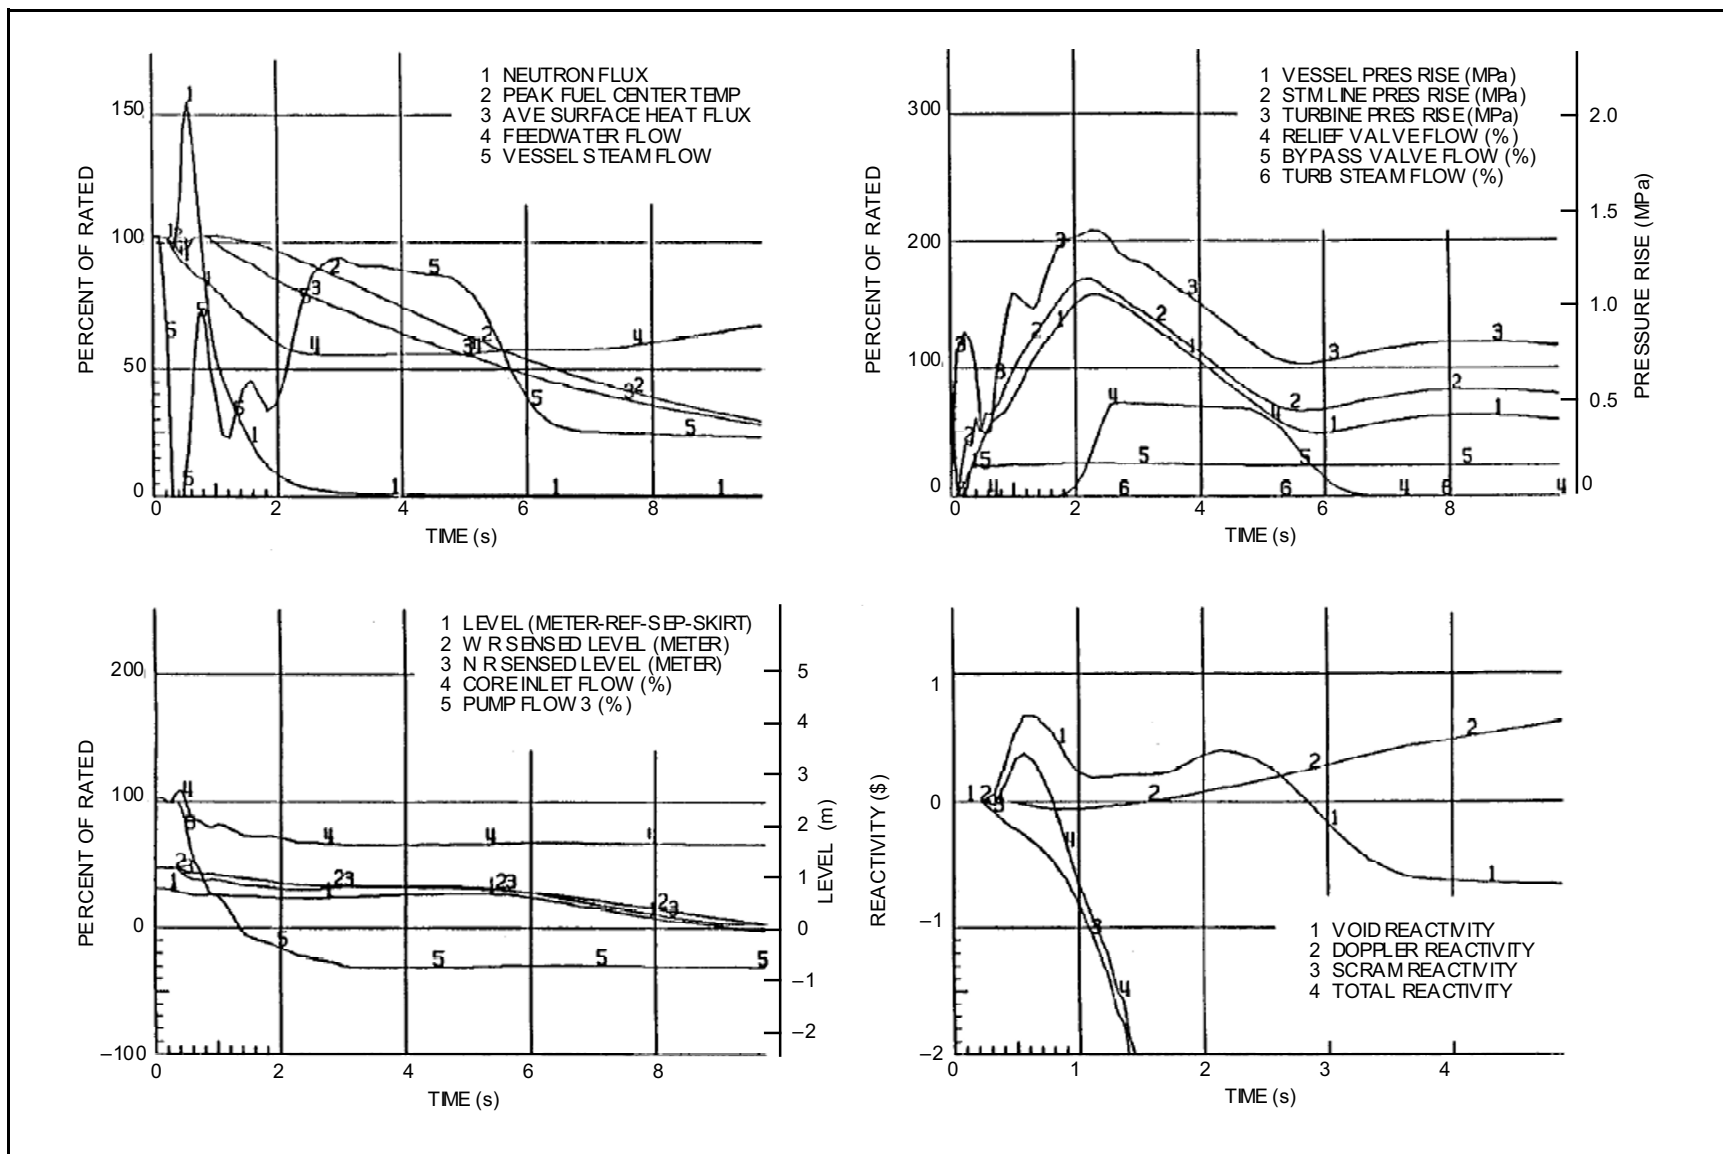 1 NEUTRON FLUX
2 PEAK FUEL CENTER TEMP
3 AVE SURFACE HEAT FLUX
4 FEEDWATER FLOW
5 VESSEL STEAM FLOW
PERCENT OF RATED
150
100
50
0
0 2 4 6 8
TIME (s)
1 VESSEL PRES RISE (MPa)
2 STM LINE PRES RISE (MPa)
3 TURBINE PRES RISE (MPa)
4 RELIEF VALVE FLOW (%)
5 BYPASS VALVE FLOW (%)
6 TURB STEAM FLOW (%)
PERCENT OF RATED
300
200
100
0
0 2 4 6 8
TIME (s)
2.0
1.5
1.0
0.5
0
PRESSURE RISE (MPa)
1 LEVEL (METER-REF-SEP-SKIRT)
2 W R SENSED LEVEL (METER)
3 N R SENSED LEVEL (METER)
4 CORE INLET FLOW (%)
5 PUMP FLOW 3 (%)
PERCENT OF RATED
200
100
0
–100
0 2 4 6 8
TIME (s)
5
4
3
2
1
0
–1
–2
LEVEL (m)
REACTIVITY ($)
1
0
–1
–2
0 1 2 3 4
TIME (s)
1 VOID REACTIVITY
2 DOPPLER REACTIVITY
3 SCRAM REACTIVITY
4 TOTAL REACTIVITY